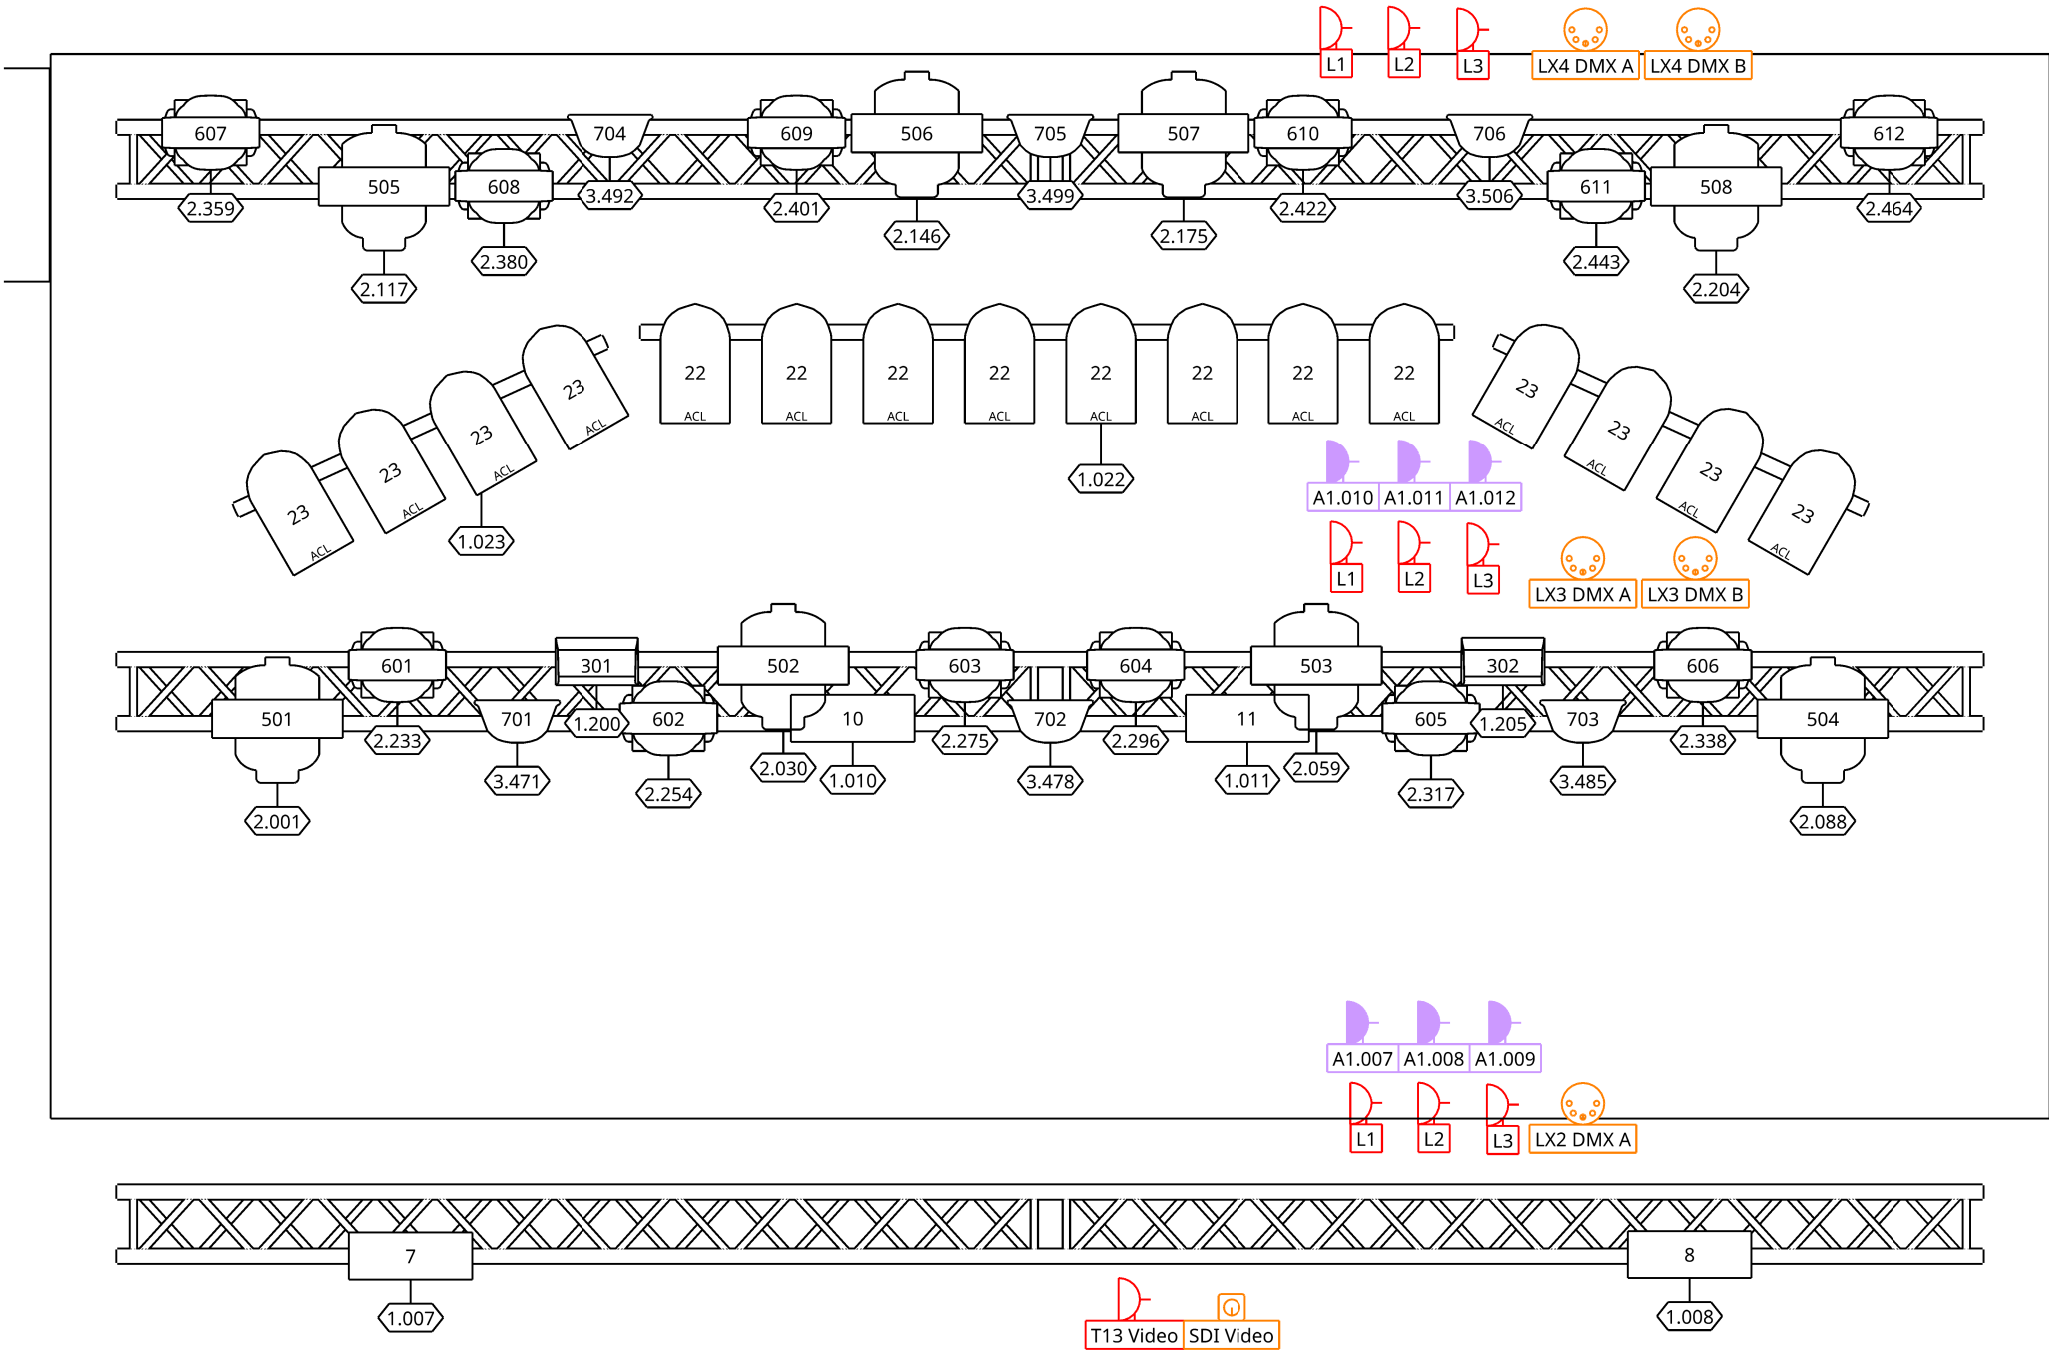 L1 L2 L3 LX4 DMX A LX4 DMX B
607 704 609 506 705 507 610 706 612
505 608 611 508
2.359 3.492 2.401 3.499 2.422 3.506 2.464
2.146 2.175
2.380 2.443
2.117 2.204
22 22 22 22 22 22 22 22
ACL ACL ACL ACL ACL ACL ACL ACL
23 23 23 23
ACL ACL ACL ACL
23 23 23 23
ACL ACL ACL ACL
1.022
1.023
A1.010 A1.011 A1.012
L1 L2 L3 LX3 DMX A LX3 DMX B
601 301 502 603 604 503 302 606
501 701 1.200 602 10 702 11 605 1.205 703 504
2.233 2.275 2.296 2.338
3.471 2.030 1.010 3.478 1.011 2.059 3.485
2.254 2.317
2.001 2.088
A1.007 A1.008 A1.009
L1 L2 L3 LX2 DMX A
7 8
1.007 1.008
T13 Video SDI Video